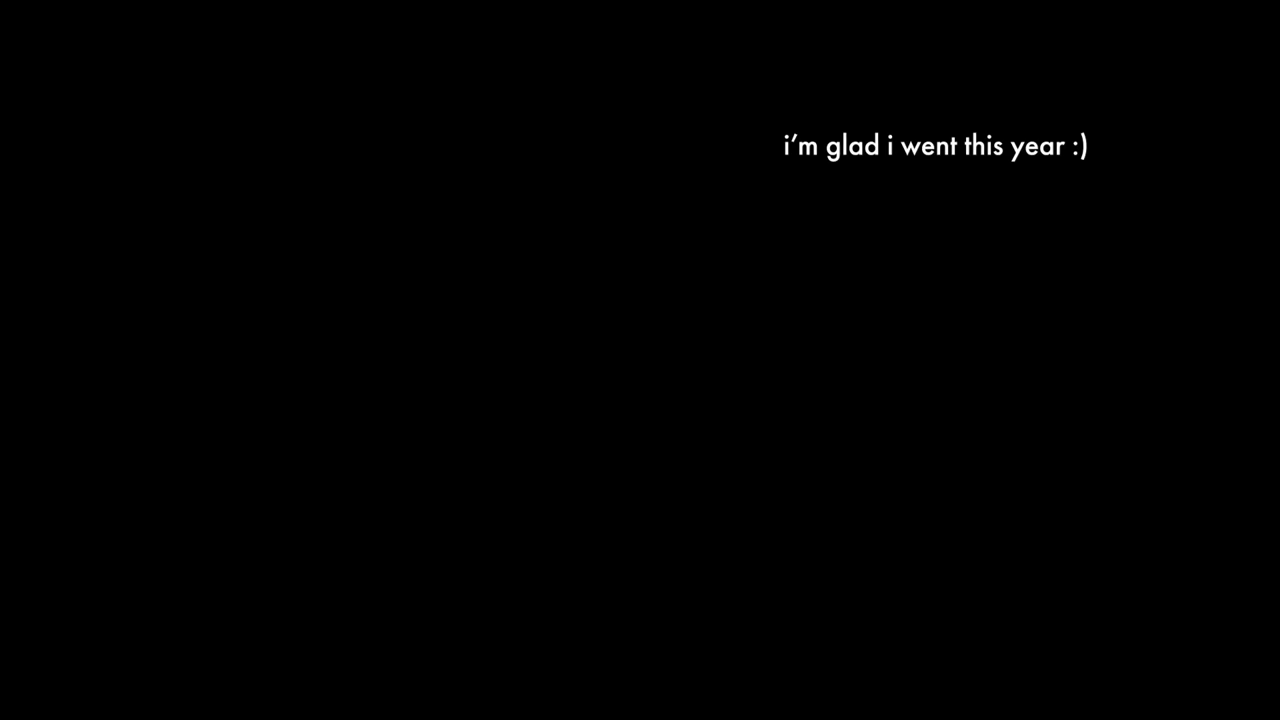 i’m glad i went this year :)